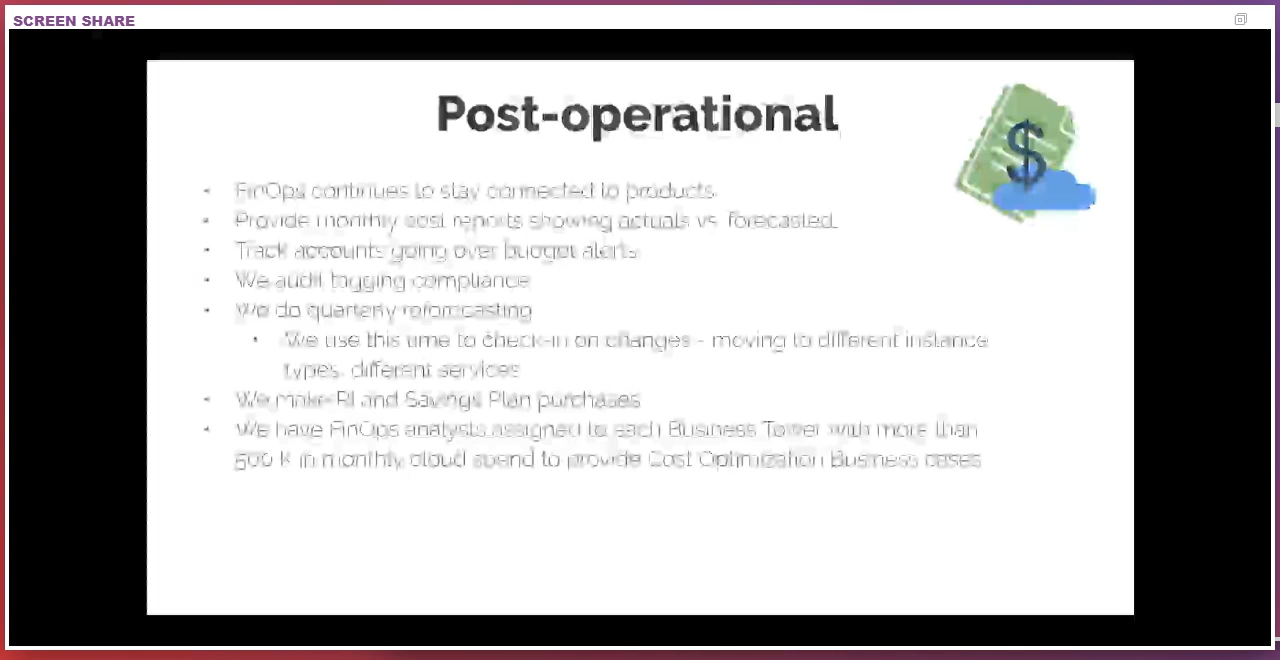 SCREEN SHARE
Post-operational
$
• FinOps continues to stay connected to products.
• Provide monthly cost reports showing actuals vs. forecasted.
• Track accounts going over budget alerts.
• We audit tagging compliance
• We do quarterly reforecasting
• We use this time to check-in on changes - moving to different instance
types, different services
• We make RI and Savings Plan purchases
• We have FinOps analysts assigned to each Business Tower with more than
500 K in monthly cloud spend to provide Cost Optimization Business cases